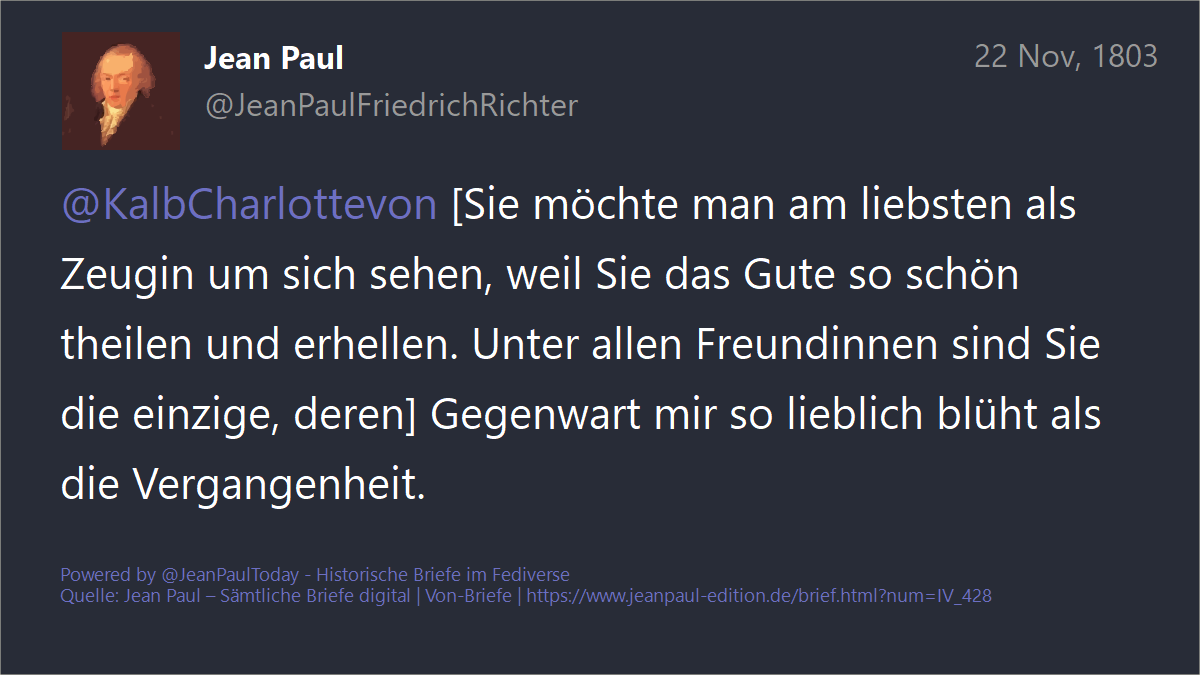 Jean Paul
22 Nov, 1803
@JeanPaulFriedrichRichter
@KalbCharlottevon [Sie möchte man am liebsten als
Zeugin um sich sehen, weil Sie das Gute so schön
theilen und erhellen. Unter allen Freundinnen sind Sie
die einzige, deren] Gegenwart mir so lieblich blüht als
die Vergangenheit.
Powered by @JeanPaulToday - Historische Briefe im Fediverse
Quelle: Jean Paul – Sämtliche Briefe digital | Von-Briefe | https://www.jeanpaul-edition.de/brief.html?num=IV_428